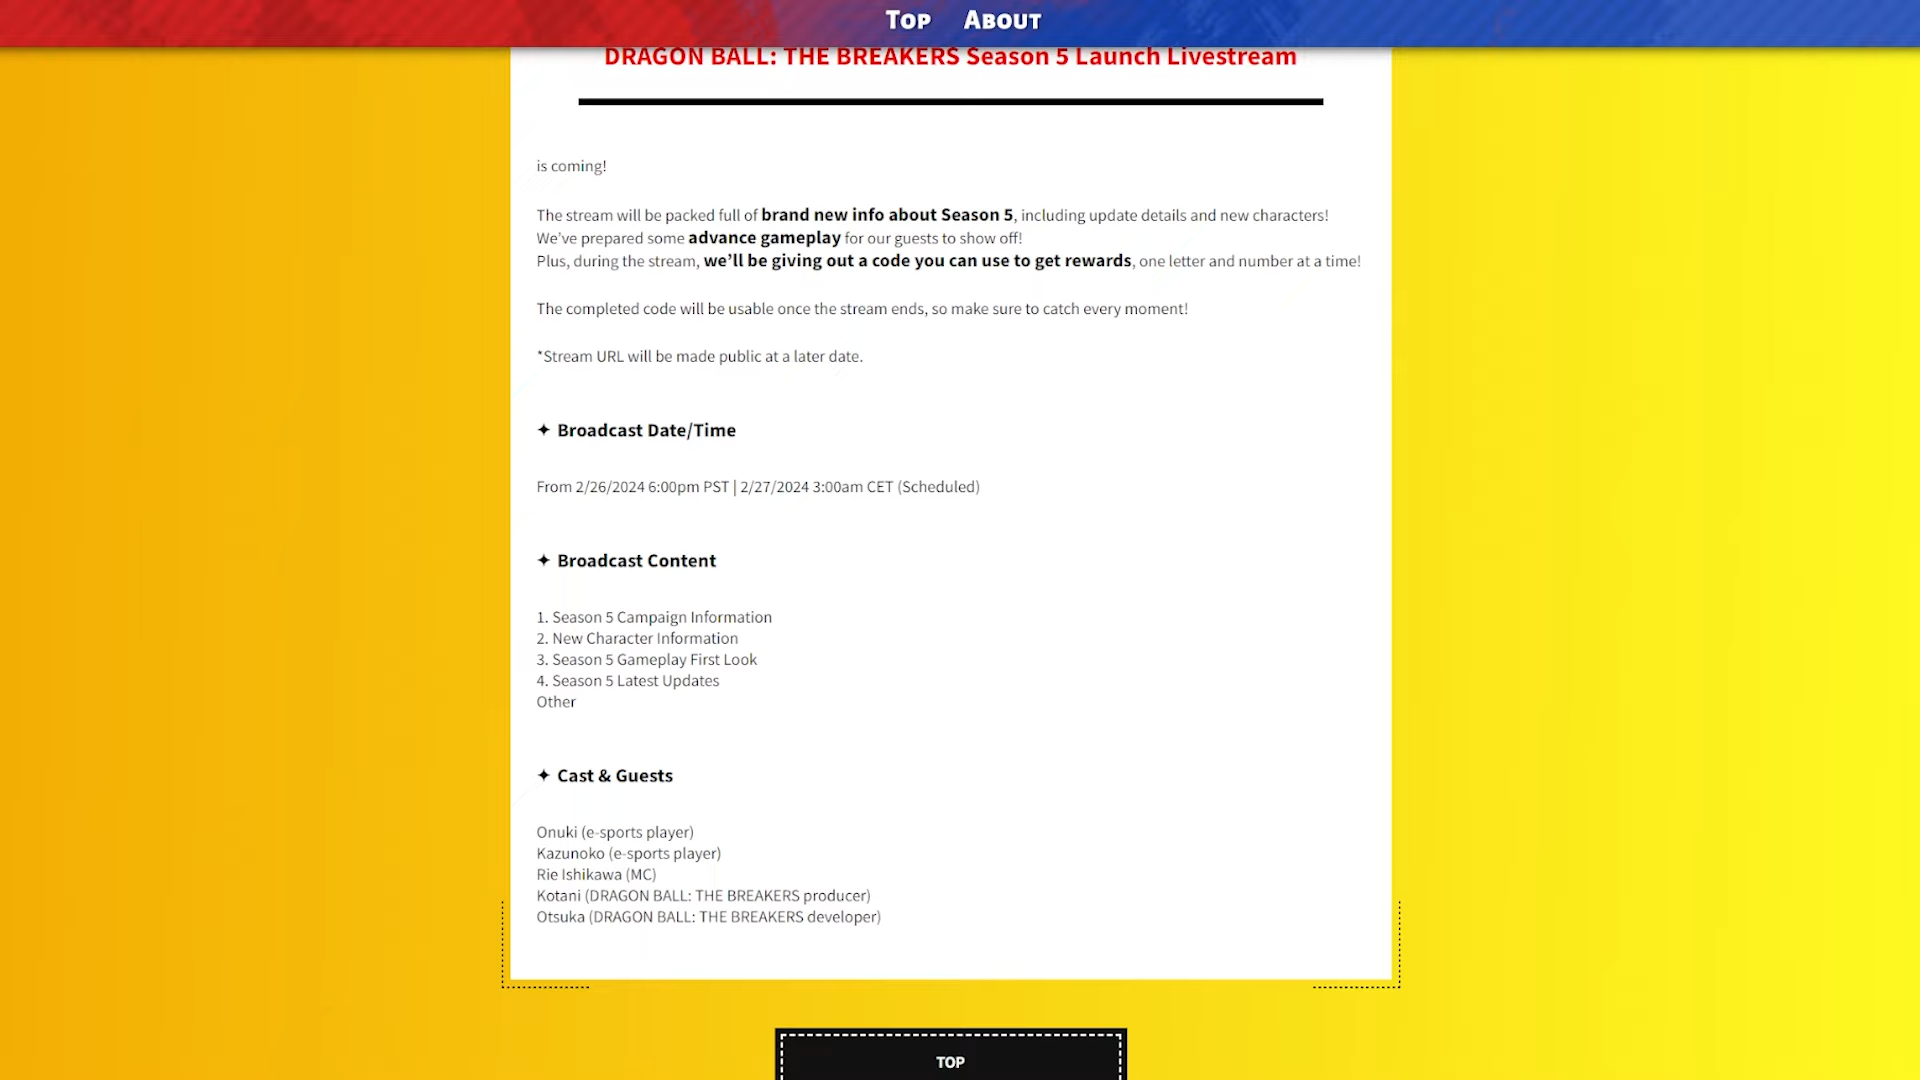 TOP ABOUT
DRAGON BALL: THE BREAKERS Season 5 Launch Livestream
is coming!
The stream will be packed full of brand new info about Season 5, including update details and new characters!
We’ve prepared some advance gameplay for our guests to show off!
Plus, during the stream, we’ll be giving out a code you can use to get rewards, one letter and number at a time!
The completed code will be usable once the stream ends, so make sure to catch every moment!
*Stream URL will be made public at a later date.
✦ Broadcast Date/Time
From 2/26/2024 6:00pm PST | 2/27/2024 3:00am CET (Scheduled)
✦ Broadcast Content
1. Season 5 Campaign Information
2. New Character Information
3. Season 5 Gameplay First Look
4. Season 5 Latest Updates
Other
✦ Cast & Guests
Onuki (e-sports player)
Kazunoko (e-sports player)
Rie Ishikawa (MC)
Kotani (DRAGON BALL: THE BREAKERS producer)
Otsuka (DRAGON BALL: THE BREAKERS developer)
TOP